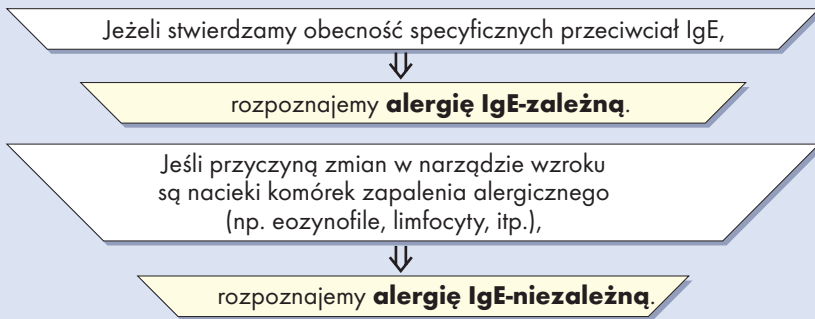 Jeżeli stwierdzamy obecność specyficznych przeciwciał IgE,
rozpoznajemy alergię IgE-zależną.
Jeśli przyczyną zmian w narządzie wzroku
są nacieki komórek zapalenia alergicznego
(np. eozynofile, limfocyty, itp.),
rozpoznajemy alergię IgE-niezależną.